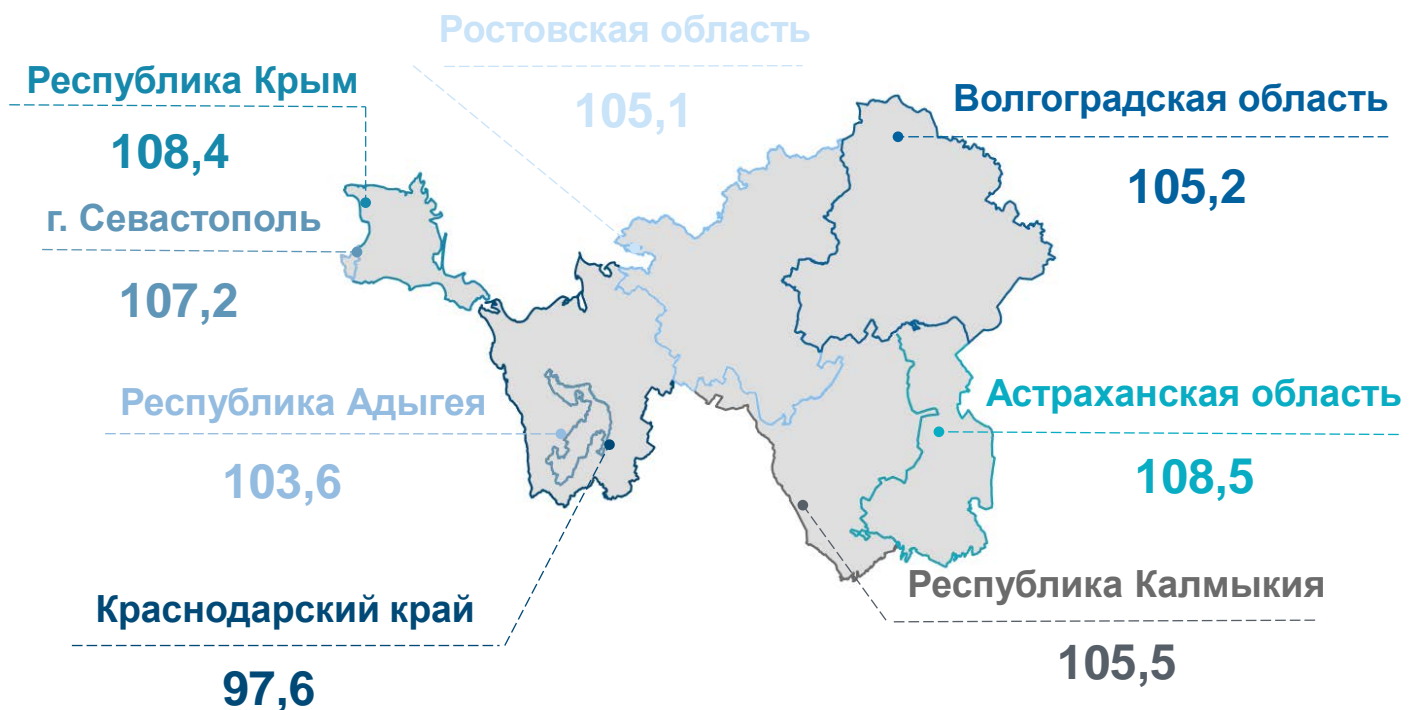 Ростовская область
105,1
Республика Крым
108,4
Волгоградская область
105,2
г. Севастополь
107,2
Республика Адыгея
103,6
Астраханская область
108,5
Республика Калмыкия
105,5
Краснодарский край
97,6